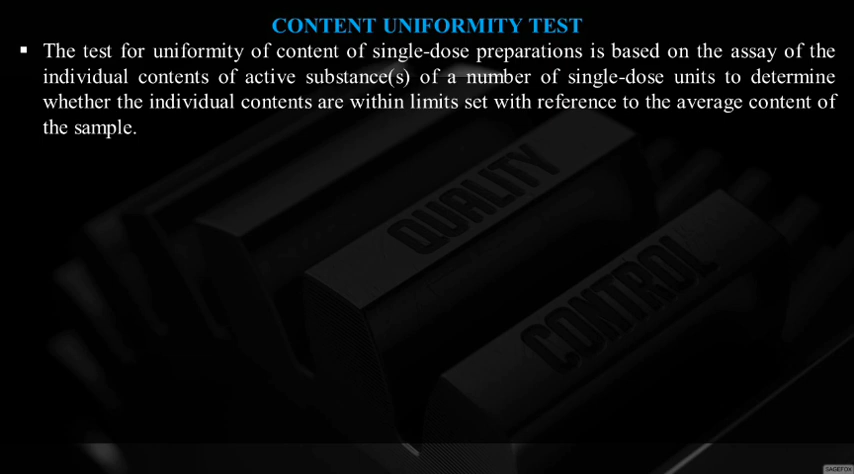 CONTENT UNIFORMITY TEST
▪ The test for uniformity of content of single-dose preparations is based on the assay of the
individual contents of active substance(s) of a number of single-dose units to determine
whether the individual contents are within limits set with reference to the average content of
the sample.
QUALITY
CONTROL
SAGEFOX